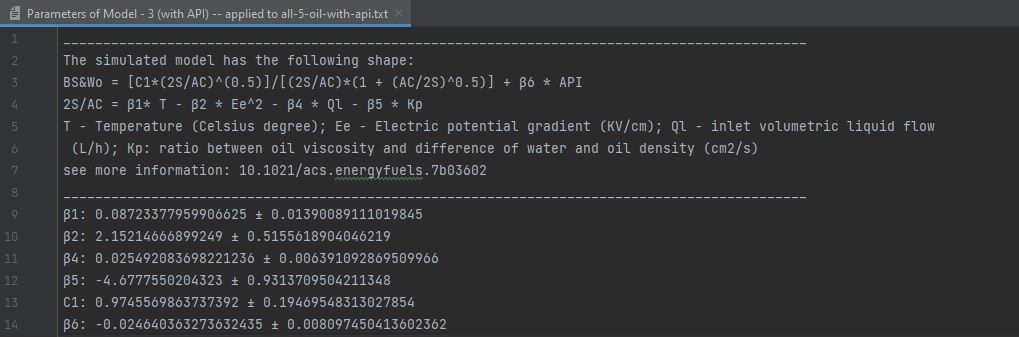 Parameters of Model - 3 (with API) -- applied to all-5-oil-with-api.txt ×
1 ______________________________________________________________________________________________
2 The simulated model has the following shape:
3 BS&Wo = [C1*(2S/AC)^(0.5)]/[(2S/AC)*(1 + (AC/2S)^0.5)] + β6 * API
4 2S/AC = β1* T - β2 * Ee^2 - β4 * Ql - β5 * Kp
5 T - Temperature (Celsius degree); Ee - Electric potential gradient (KV/cm); Ql - inlet volumetric liquid flow
6 (L/h); Kp: ratio between oil viscosity and difference of water and oil density (cm2/s)
7 see more information: 10.1021/acs.energyfuels.7b03602
8 ______________________________________________________________________________________________
9 β1: 0.08723377959906625 ± 0.01390089111019845
10 β2: 2.15214666899249 ± 0.5155618904046219
11 β4: 0.025492083698221236 ± 0.006391092869509966
12 β5: -4.6777550204323 ± 0.9313709504211348
13 C1: 0.9745569863737392 ± 0.19469548313027854
14 β6: -0.024640363273632435 ± 0.008097450413602362